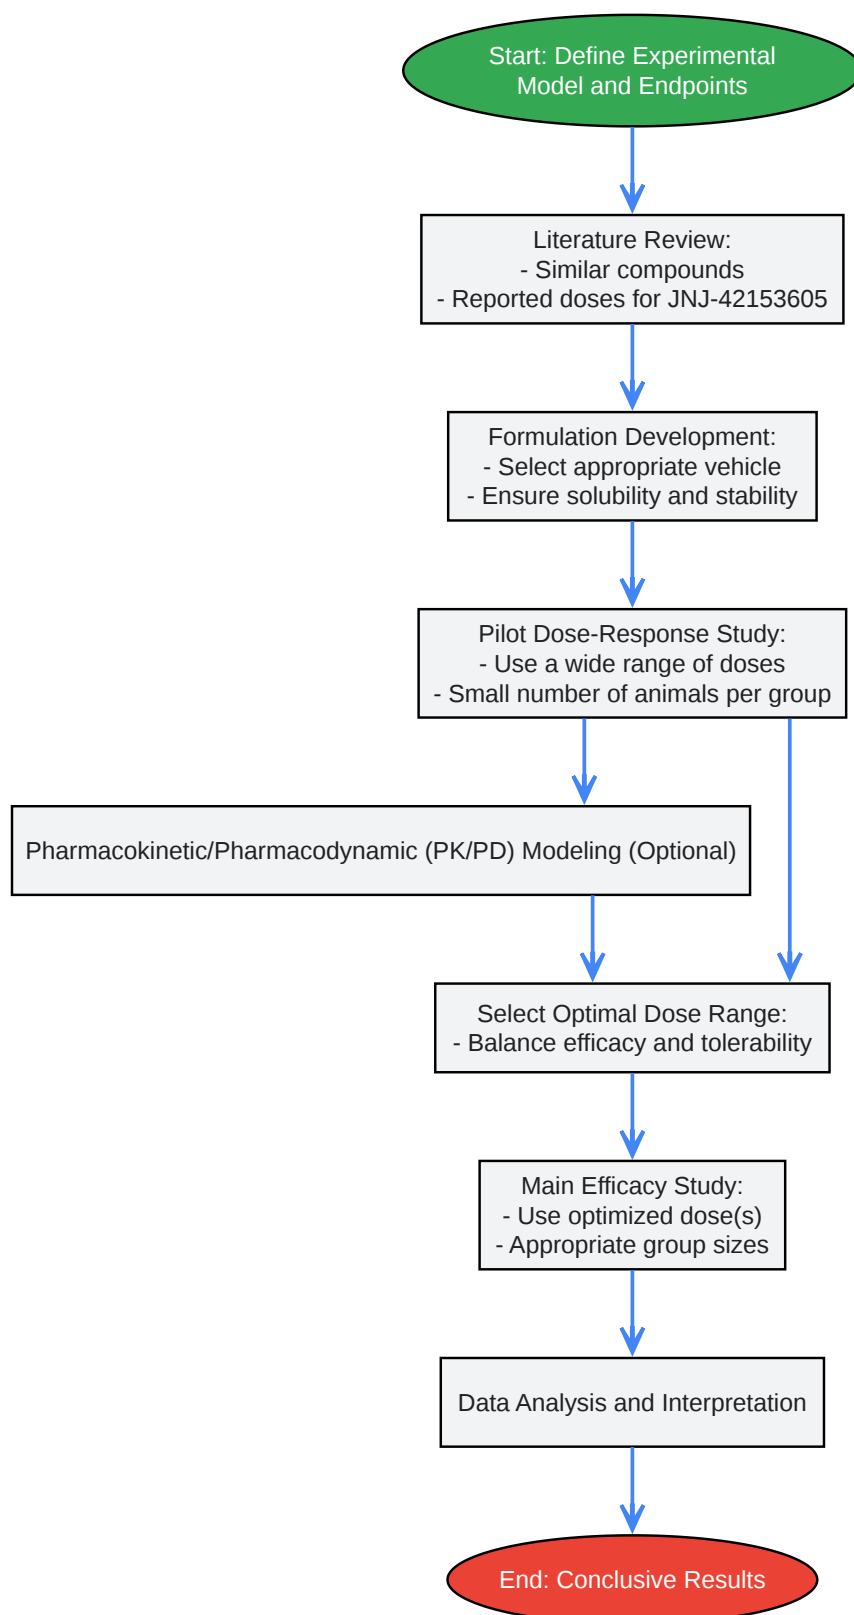 Start: Define Experimental
Model and Endpoints
Literature Review:
- Similar compounds
- Reported doses for JNJ-42153605
Formulation Development:
- Select appropriate vehicle
- Ensure solubility and stability
Pilot Dose-Response Study:
- Use a wide range of doses
- Small number of animals per group
Pharmacokinetic/Pharmacodynamic (PK/PD) Modeling (Optional)
Select Optimal Dose Range:
- Balance efficacy and tolerability
Main Efficacy Study:
- Use optimized dose(s)
- Appropriate group sizes
Data Analysis and Interpretation
End: Conclusive Results